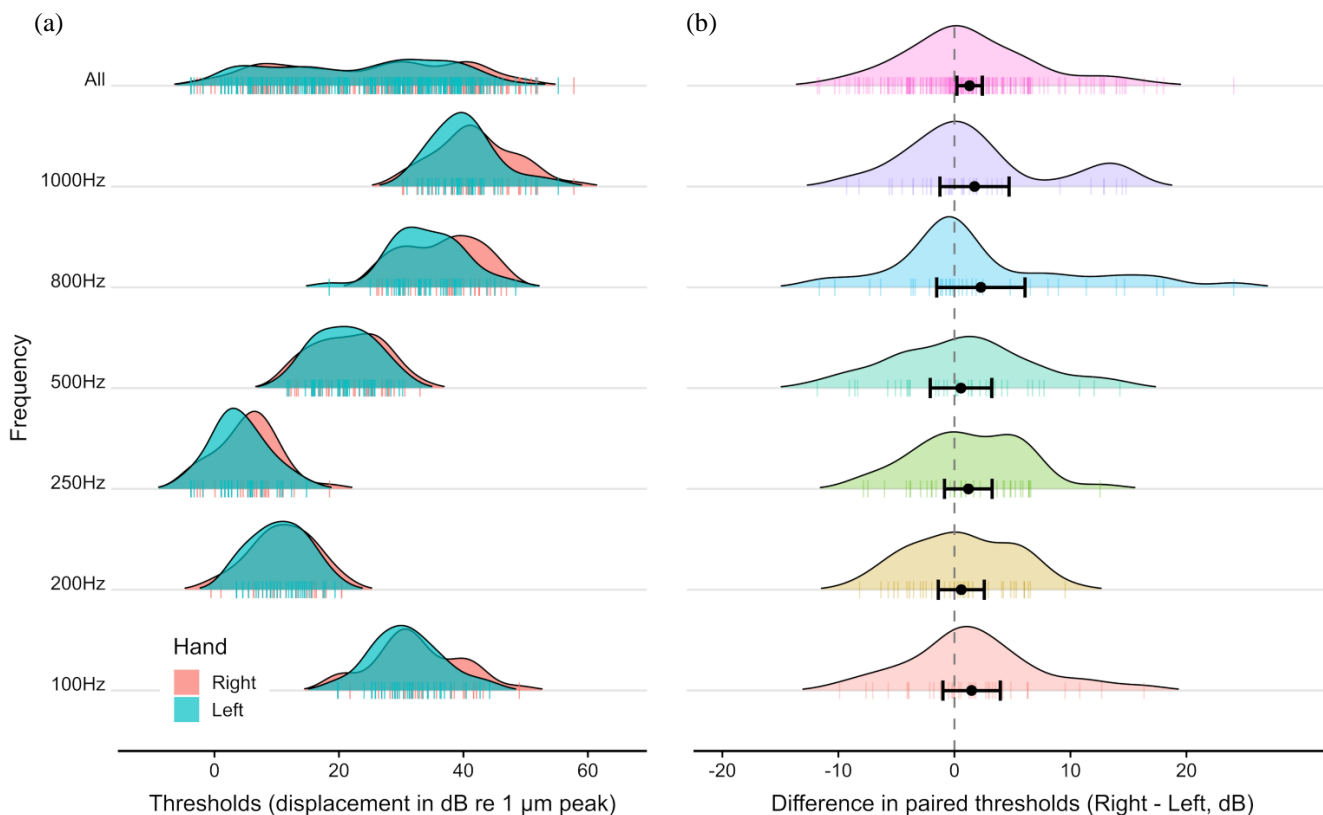 (a)
(b)
Frequency
All
1000Hz
800Hz
500Hz
250Hz
200Hz
100Hz
Hand
Right
Left
0 20 40 60
Thresholds (displacement in dB re 1 μm peak)
-20 -10 0 10 20
Difference in paired thresholds (Right - Left, dB)